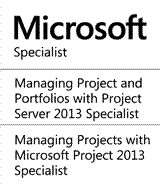 Microsoft
Specialist
Managing Project and
Portfolios with Project
Server 2013 Specialist
Managing Projects with
Microsoft Project 2013
Specialist